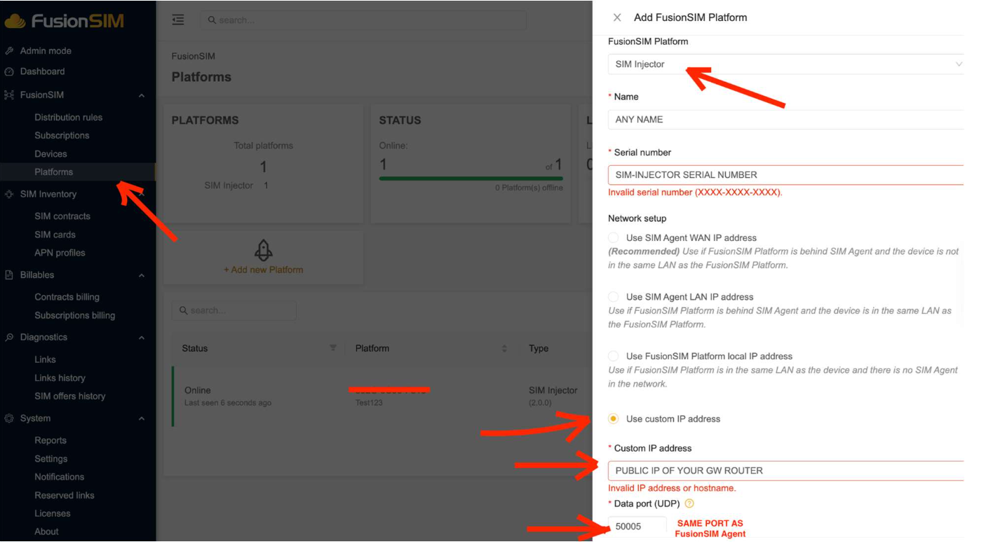 FusionSIM
Admin mode
Dashboard
FusionSIM
Distribution rules
Subscriptions
Devices
Platforms
SIM Inventory
SIM contracts
SIM cards
APN profiles
Billables
Contracts billing
Subscriptions billing
Diagnostics
Links
Links history
SIM offers history
System
Reports
Settings
Notifications
Reserved links
Licenses
About
search...
FusionSIM
Platforms
PLATFORMS
Total platforms
1
SIM Injector 1
STATUS
Online:
1 of 1
0 Platform(s) offline
L
L
0
+ Add new Platform
search...
Status Platform Type
Online SIM Injector
Last seen 6 seconds ago Test123 (2.0.0)
Add FusionSIM Platform
FusionSIM Platform
SIM Injector
* Name
ANY NAME
* Serial number
SIM-INJECTOR SERIAL NUMBER
Invalid serial number (XXXX-XXXX-XXXX).
Network setup
Use SIM Agent WAN IP address
(Recommended) Use if FusionSIM Platform is behind SIM Agent and the device is not
in the same LAN as the FusionSIM Platform.
Use SIM Agent LAN IP address
Use if FusionSIM Platform is behind SIM Agent and the device is in the same LAN as
the FusionSIM Platform.
Use FusionSIM Platform local IP address
Use if FusionSIM Platform is in the same LAN as the device and there is no SIM Agent
in the network.
Use custom IP address
* Custom IP address
PUBLIC IP OF YOUR GW ROUTER
Invalid IP address or hostname.
* Data port (UDP) ?
50005
SAME PORT AS
FusionSIM Agent